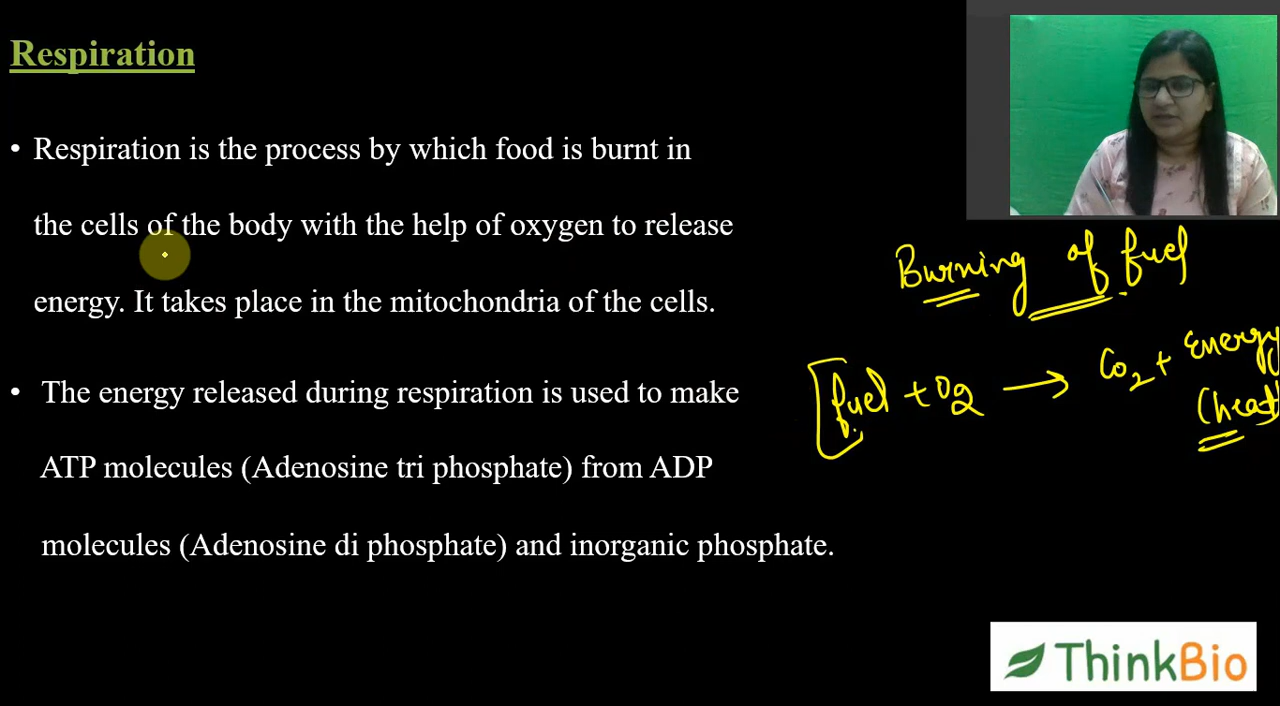 Respiration
• Respiration is the process by which food is burnt in
the cells of the body with the help of oxygen to release
energy. It takes place in the mitochondria of the cells.
• The energy released during respiration is used to make
ATP molecules (Adenosine tri phosphate) from ADP
molecules (Adenosine di phosphate) and inorganic phosphate.
Burning of fuel
[fuel + O2 → CO2 + Energy
(heat)
ThinkBio